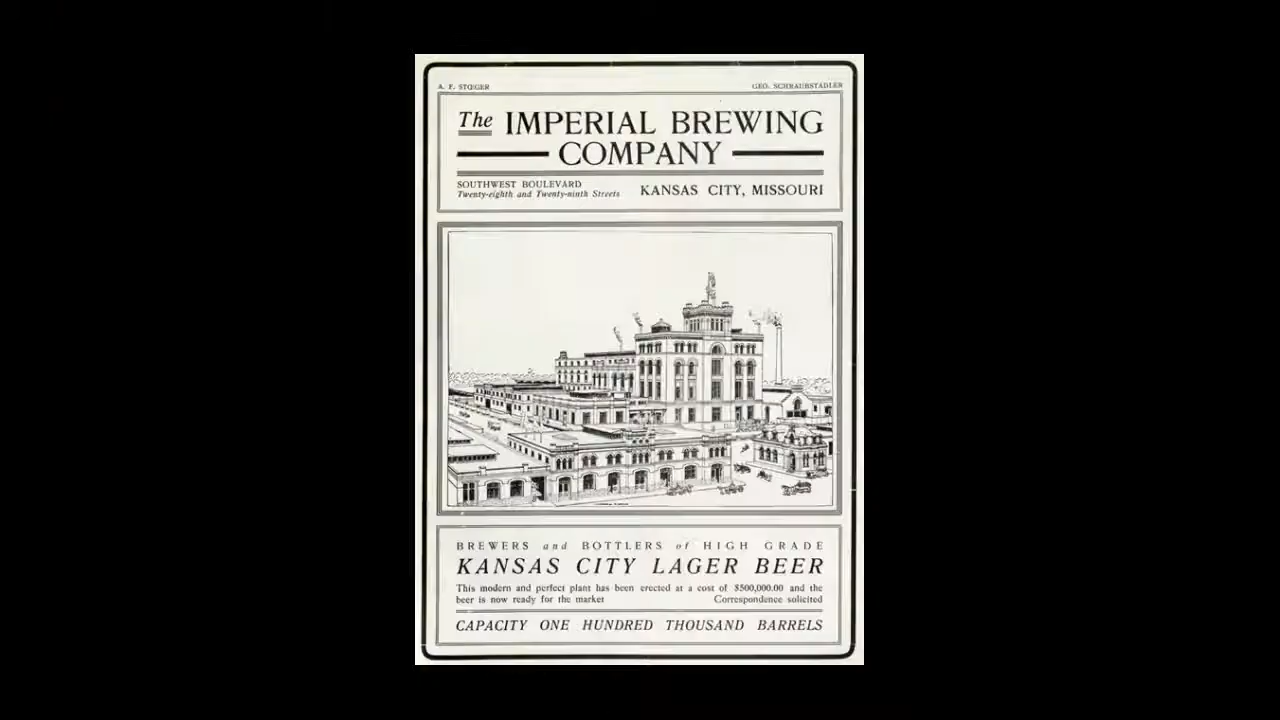 A. F. STŒGER
GEO. SCHRAUBSTADLER
The IMPERIAL BREWING
COMPANY
SOUTHWEST BOULEVARD
Twenty-eighth and Twenty-ninth Streets
KANSAS CITY, MISSOURI
BREWERS and BOTTLERS of HIGH GRADE
KANSAS CITY LAGER BEER
This modern and perfect plant has been erected at a cost of $500,000.00 and the
beer is now ready for the market Correspondence solicited
CAPACITY ONE HUNDRED THOUSAND BARRELS